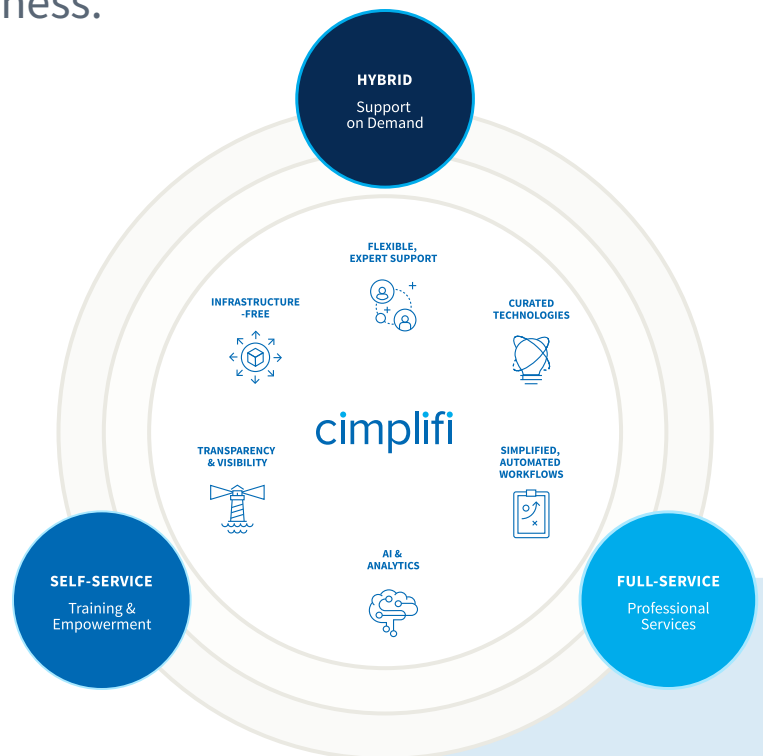 ness.
HYBRID
Support
on Demand
FLEXIBLE,
EXPERT SUPPORT
INFRASTRUCTURE
-FREE
CURATED
TECHNOLOGIES
cimplifi
TRANSPARENCY
& VISIBILITY
SIMPLIFIED,
AUTOMATED
WORKFLOWS
AI &
ANALYTICS
SELF-SERVICE
Training &
Empowerment
FULL-SERVICE
Professional
Services